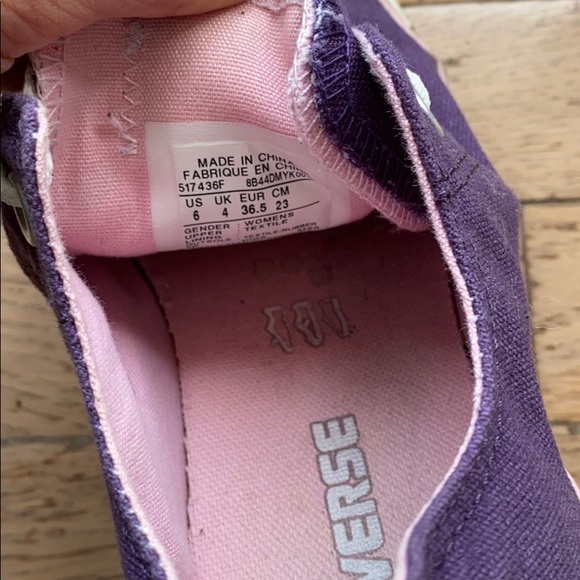 MADE IN CHINA
FABRIQUE EN
517436F
US UK EUR CM
6 4 36.5 23
GENDER WOMENS
UPPER TEXTILE
LINING
VERSE